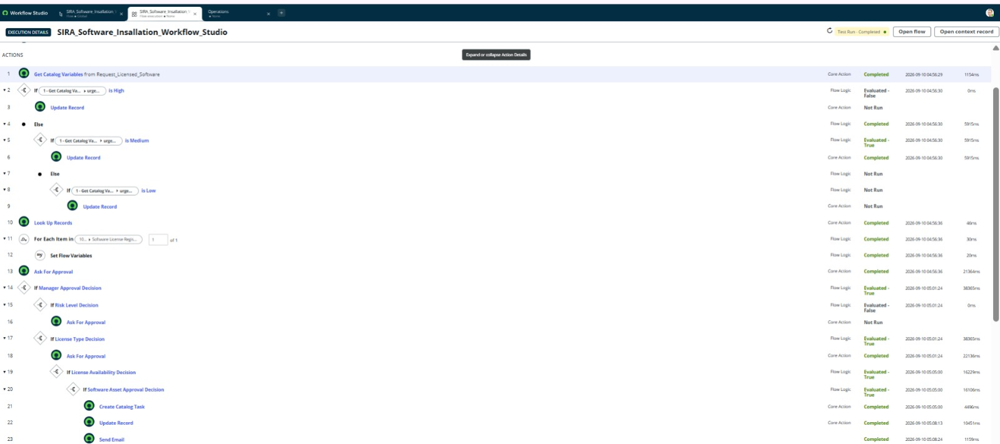 Workflow Studio
SIRA_Software_Insallation_
Flow • Global
SIRA_Software_Insallation_
Flow execution • None
Operations
• None
EXECUTION DETAILS SIRA_Software_Insallation_Workflow_Studio
Test Run - Completed Open flow Open context record
ACTIONS
Expand or collapse Action Details
1 Get Catalog Variables from Request_Licensed_Software Core Action Completed 2026-09-10 04:56:29 1154ms
2 If 1 - Get Catalog Va... urge... is High Flow Logic Evaluated - False 2026-09-10 04:56:30 0ms
3 Update Record Core Action Not Run
4 Else Flow Logic Completed 2026-09-10 04:56:30 5915ms
5 If 1 - Get Catalog Va... urge... is Medium Flow Logic Evaluated - True 2026-09-10 04:56:30 5915ms
6 Update Record Core Action Completed 2026-09-10 04:56:30 5915ms
7 Else Flow Logic Not Run
8 If 1 - Get Catalog Va... urge... is Low Flow Logic Not Run
9 Update Record Core Action Not Run
10 Look Up Records Core Action Completed 2026-09-10 04:56:36 46ms
11 For Each Item in 10... Software License Regis... 1 of 1 Flow Logic Completed 2026-09-10 04:56:36 30ms
12 Set Flow Variables Flow Logic Completed 2026-09-10 04:56:36 20ms
13 Ask For Approval Core Action Completed 2026-09-10 04:56:36 21364ms
14 If Manager Approval Decision Flow Logic Evaluated - True 2026-09-10 05:01:24 38365ms
15 If Risk Level Decision Flow Logic Evaluated - False 2026-09-10 05:01:24 0ms
16 Ask For Approval Core Action Not Run
17 If License Type Decision Flow Logic Evaluated - True 2026-09-10 05:01:24 38365ms
18 Ask For Approval Core Action Completed 2026-09-10 05:01:24 22136ms
19 If License Availability Decision Flow Logic Evaluated - True 2026-09-10 05:05:00 16229ms
20 If Software Asset Approval Decision Flow Logic Evaluated - True 2026-09-10 05:05:00 16106ms
21 Create Catalog Task Core Action Completed 2026-09-10 05:05:00 4496ms
22 Update Record Core Action Completed 2026-09-10 05:08:13 10451ms
23 Send Email Completed 2026-09-10 05:08:24 1159ms